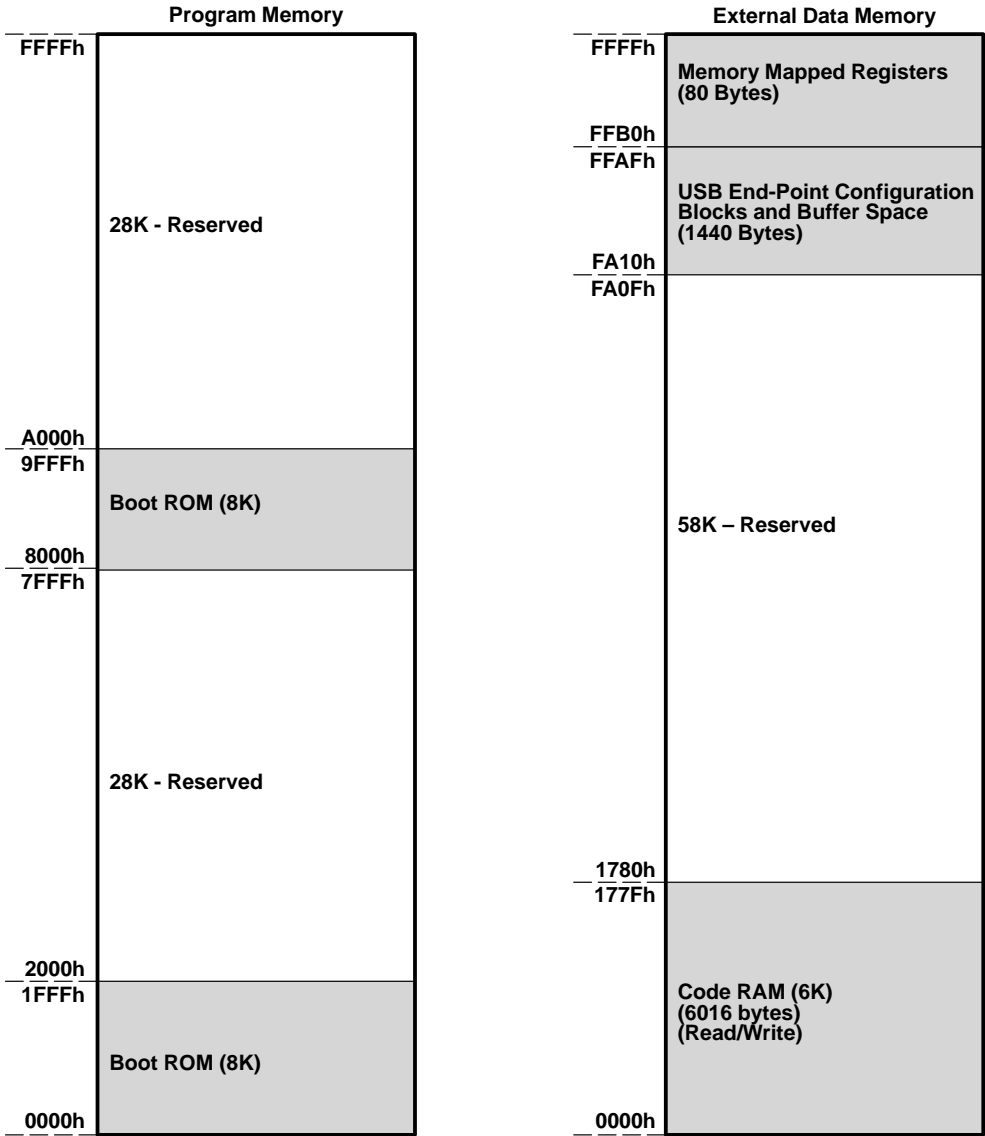 Program Memory
FFFFh
28K - Reserved
A000h
9FFFh
Boot ROM (8K)
8000h
7FFFh
28K - Reserved
2000h
1FFFh
Boot ROM (8K)
0000h
External Data Memory
FFFFh
Memory Mapped Registers
(80 Bytes)
FFB0h
FFAFh
USB End-Point Configuration
Blocks and Buffer Space
(1440 Bytes)
FA10h
FA0Fh
58K – Reserved
1780h
177Fh
Code RAM (6K)
(6016 bytes)
(Read/Write)
0000h